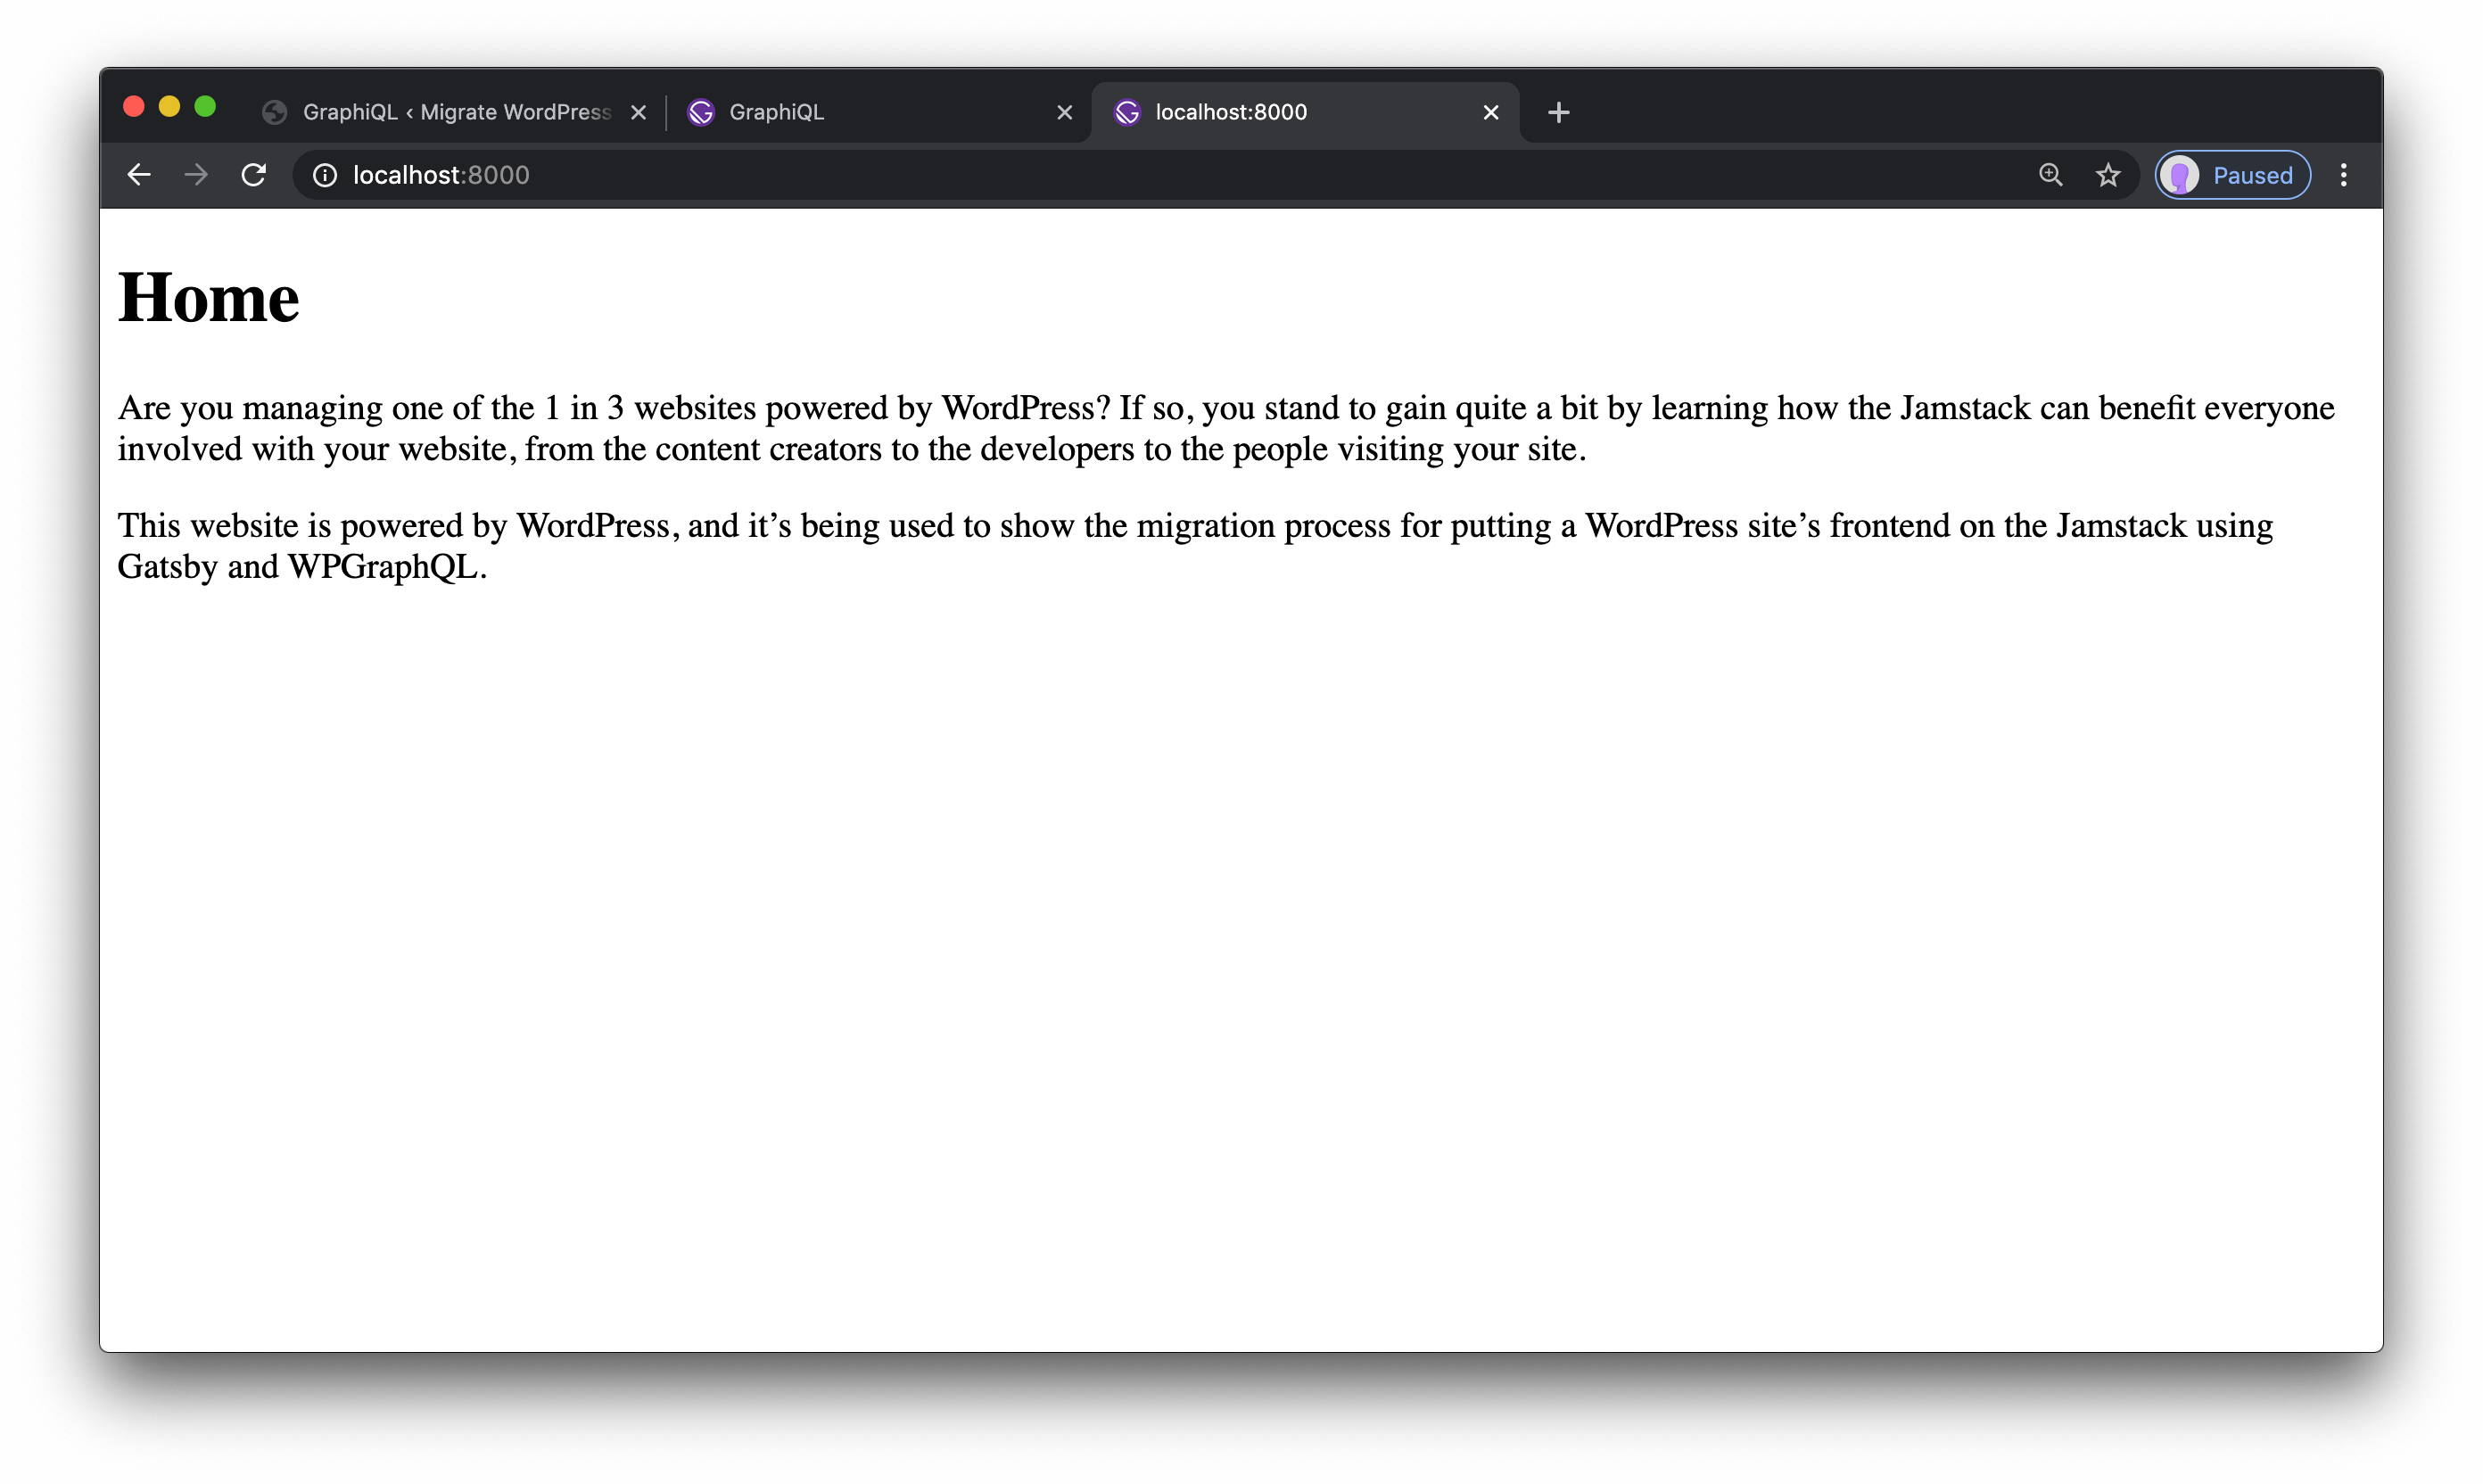 GraphiQL ‹ Migrate WordPress
GraphiQL
localhost:8000
localhost:8000
Paused
Home
Are you managing one of the 1 in 3 websites powered by WordPress? If so, you stand to gain quite a bit by learning how the Jamstack can benefit everyone
involved with your website, from the content creators to the developers to the people visiting your site.
This website is powered by WordPress, and it’s being used to show the migration process for putting a WordPress site’s frontend on the Jamstack using
Gatsby and WPGraphQL.